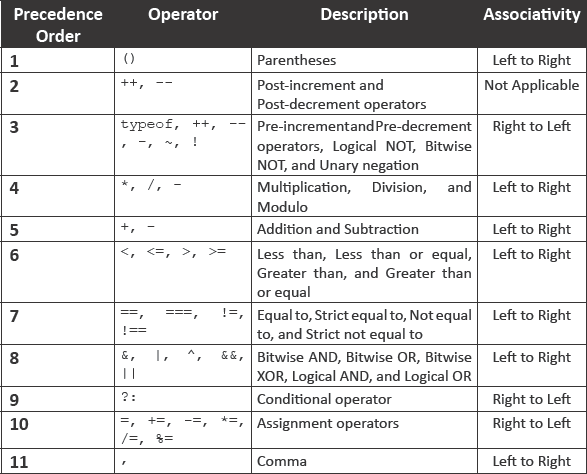 Precedence Operator Description Associativity
Order
1 () Parentheses Left to Right
2 ++, -- Post-increment and Not Applicable
Post-decrement operators
3 typeof, ++, -- Pre-increment and Pre-decrement Right to Left
, -, ~, ! operators, Logical NOT, Bitwise
NOT, and Unary negation
4 *, /, - Multiplication, Division, and Left to Right
Modulo
5 +, - Addition and Subtraction Left to Right
6 <, <=, >, >= Less than, Less than or equal, Left to Right
Greater than, and Greater than
or equal
7 ==, ===, !=, Equal to, Strict equal to, Not equal Left to Right
!== to, and Strict not equal to
8 &, |, ^, &&, Bitwise AND, Bitwise OR, Bitwise Left to Right
|| XOR, Logical AND, and Logical OR
9 ?: Conditional operator Right to Left
10 =, +=, -=, *=, Assignment operators Right to Left
/=, %=
11 , Comma Left to Right